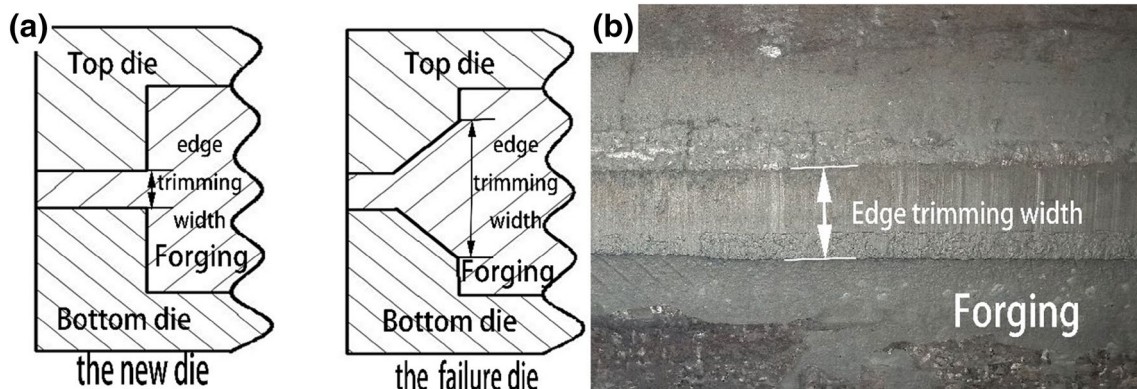 (a)
Top die
edge
trimming
width
Forging
Bottom die
the new die
Top die
edge
trimming
width
Forging
Bottom die
the failure die
(b)
Edge trimming width
Forging